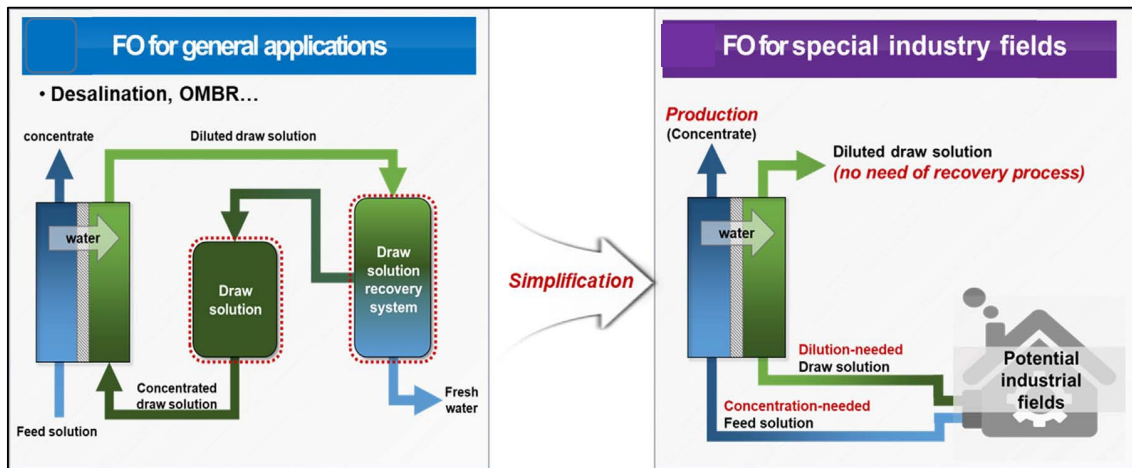 FO for general applications
• Desalination, OMBR...
concentrate
Diluted draw solution
water
Draw
solution
Draw
solution
recovery
system
Concentrated
draw solution
Feed solution
Fresh
water
Simplification
FO for special industry fields
Production
(Concentrate)
Diluted draw solution
(no need of recovery process)
water
Dilution-needed
Draw solution
Concentration-needed
Feed solution
Potential
industrial
fields